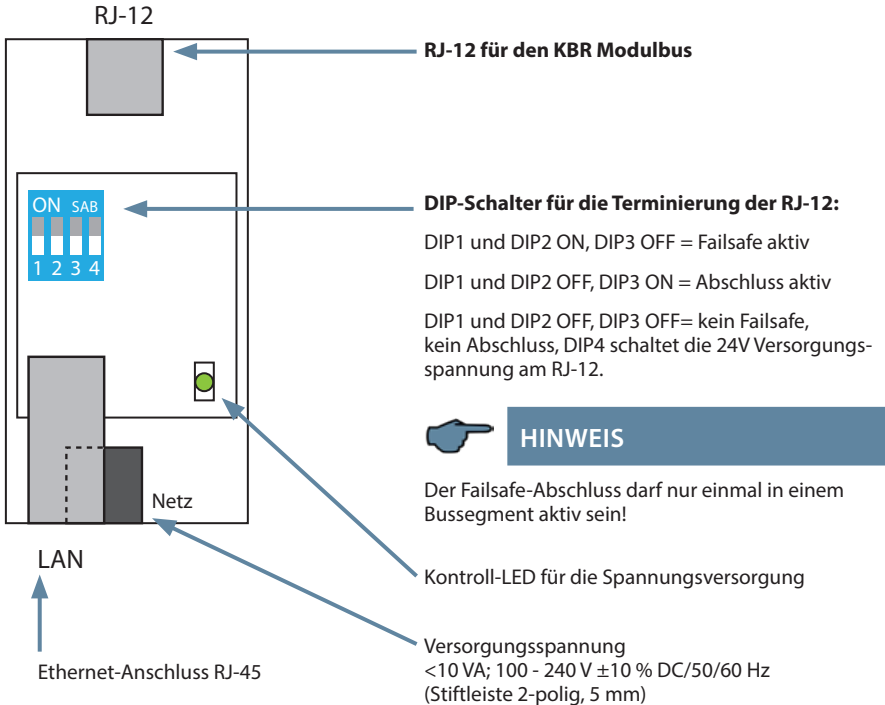 RJ-12
RJ-12 für den KBR Modulbus
ON SAB
1 2 3 4
DIP-Schalter für die Terminierung der RJ-12:
DIP1 und DIP2 ON, DIP3 OFF = Failsafe aktiv
DIP1 und DIP2 OFF, DIP3 ON = Abschluss aktiv
DIP1 und DIP2 OFF, DIP3 OFF= kein Failsafe,
kein Abschluss, DIP4 schaltet die 24V Versorgungs-
spannung am RJ-12.
HINWEIS
Der Failsafe-Abschluss darf nur einmal in einem
Bussegment aktiv sein!
Netz
LAN
Kontroll-LED für die Spannungsversorgung
Ethernet-Anschluss RJ-45
Versorgungsspannung
<10 VA; 100 - 240 V ±10 % DC/50/60 Hz
(Stiftleiste 2-polig, 5 mm)